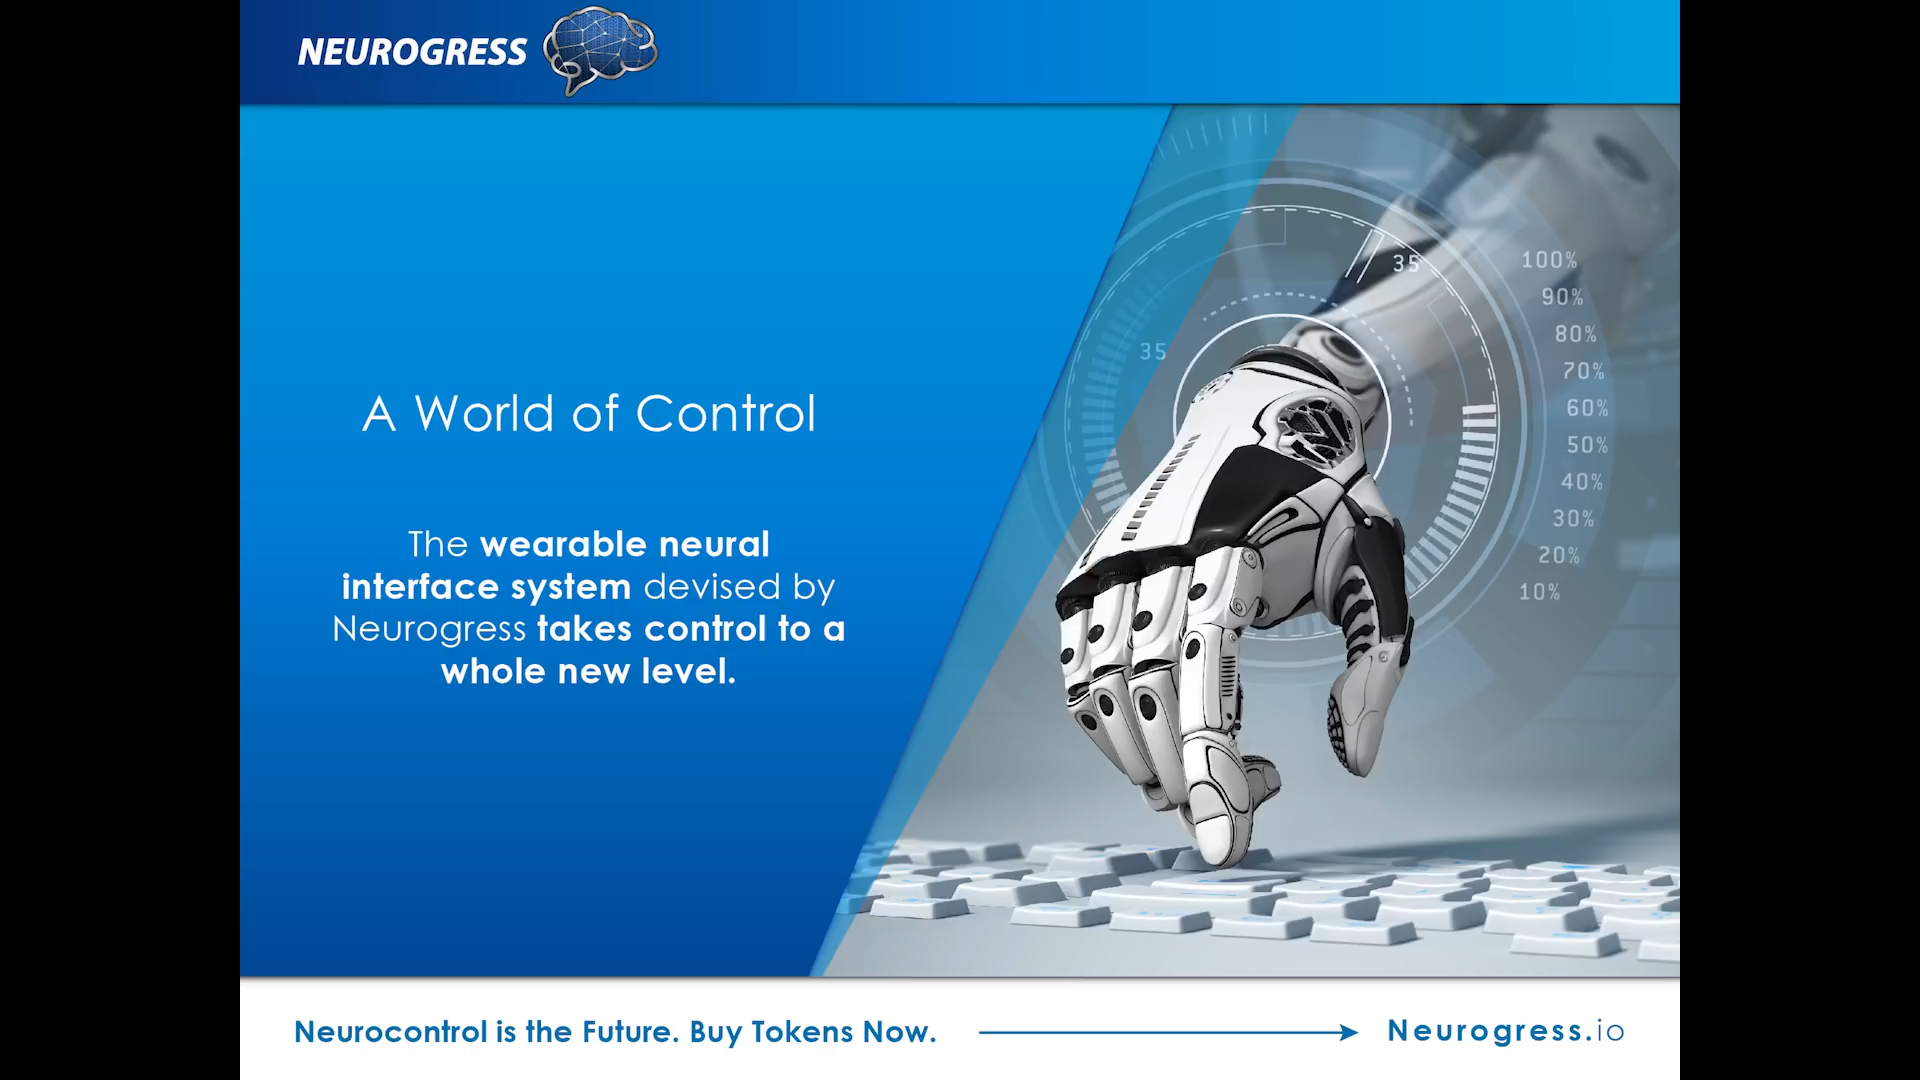 NEUROGRESS
A World of Control
The wearable neural
interface system devised by
Neurogress takes control to a
whole new level.
35
35
100%
90%
80%
70%
60%
50%
40%
30%
20%
10%
Neurocontrol is the Future. Buy Tokens Now.
Neurogress.io